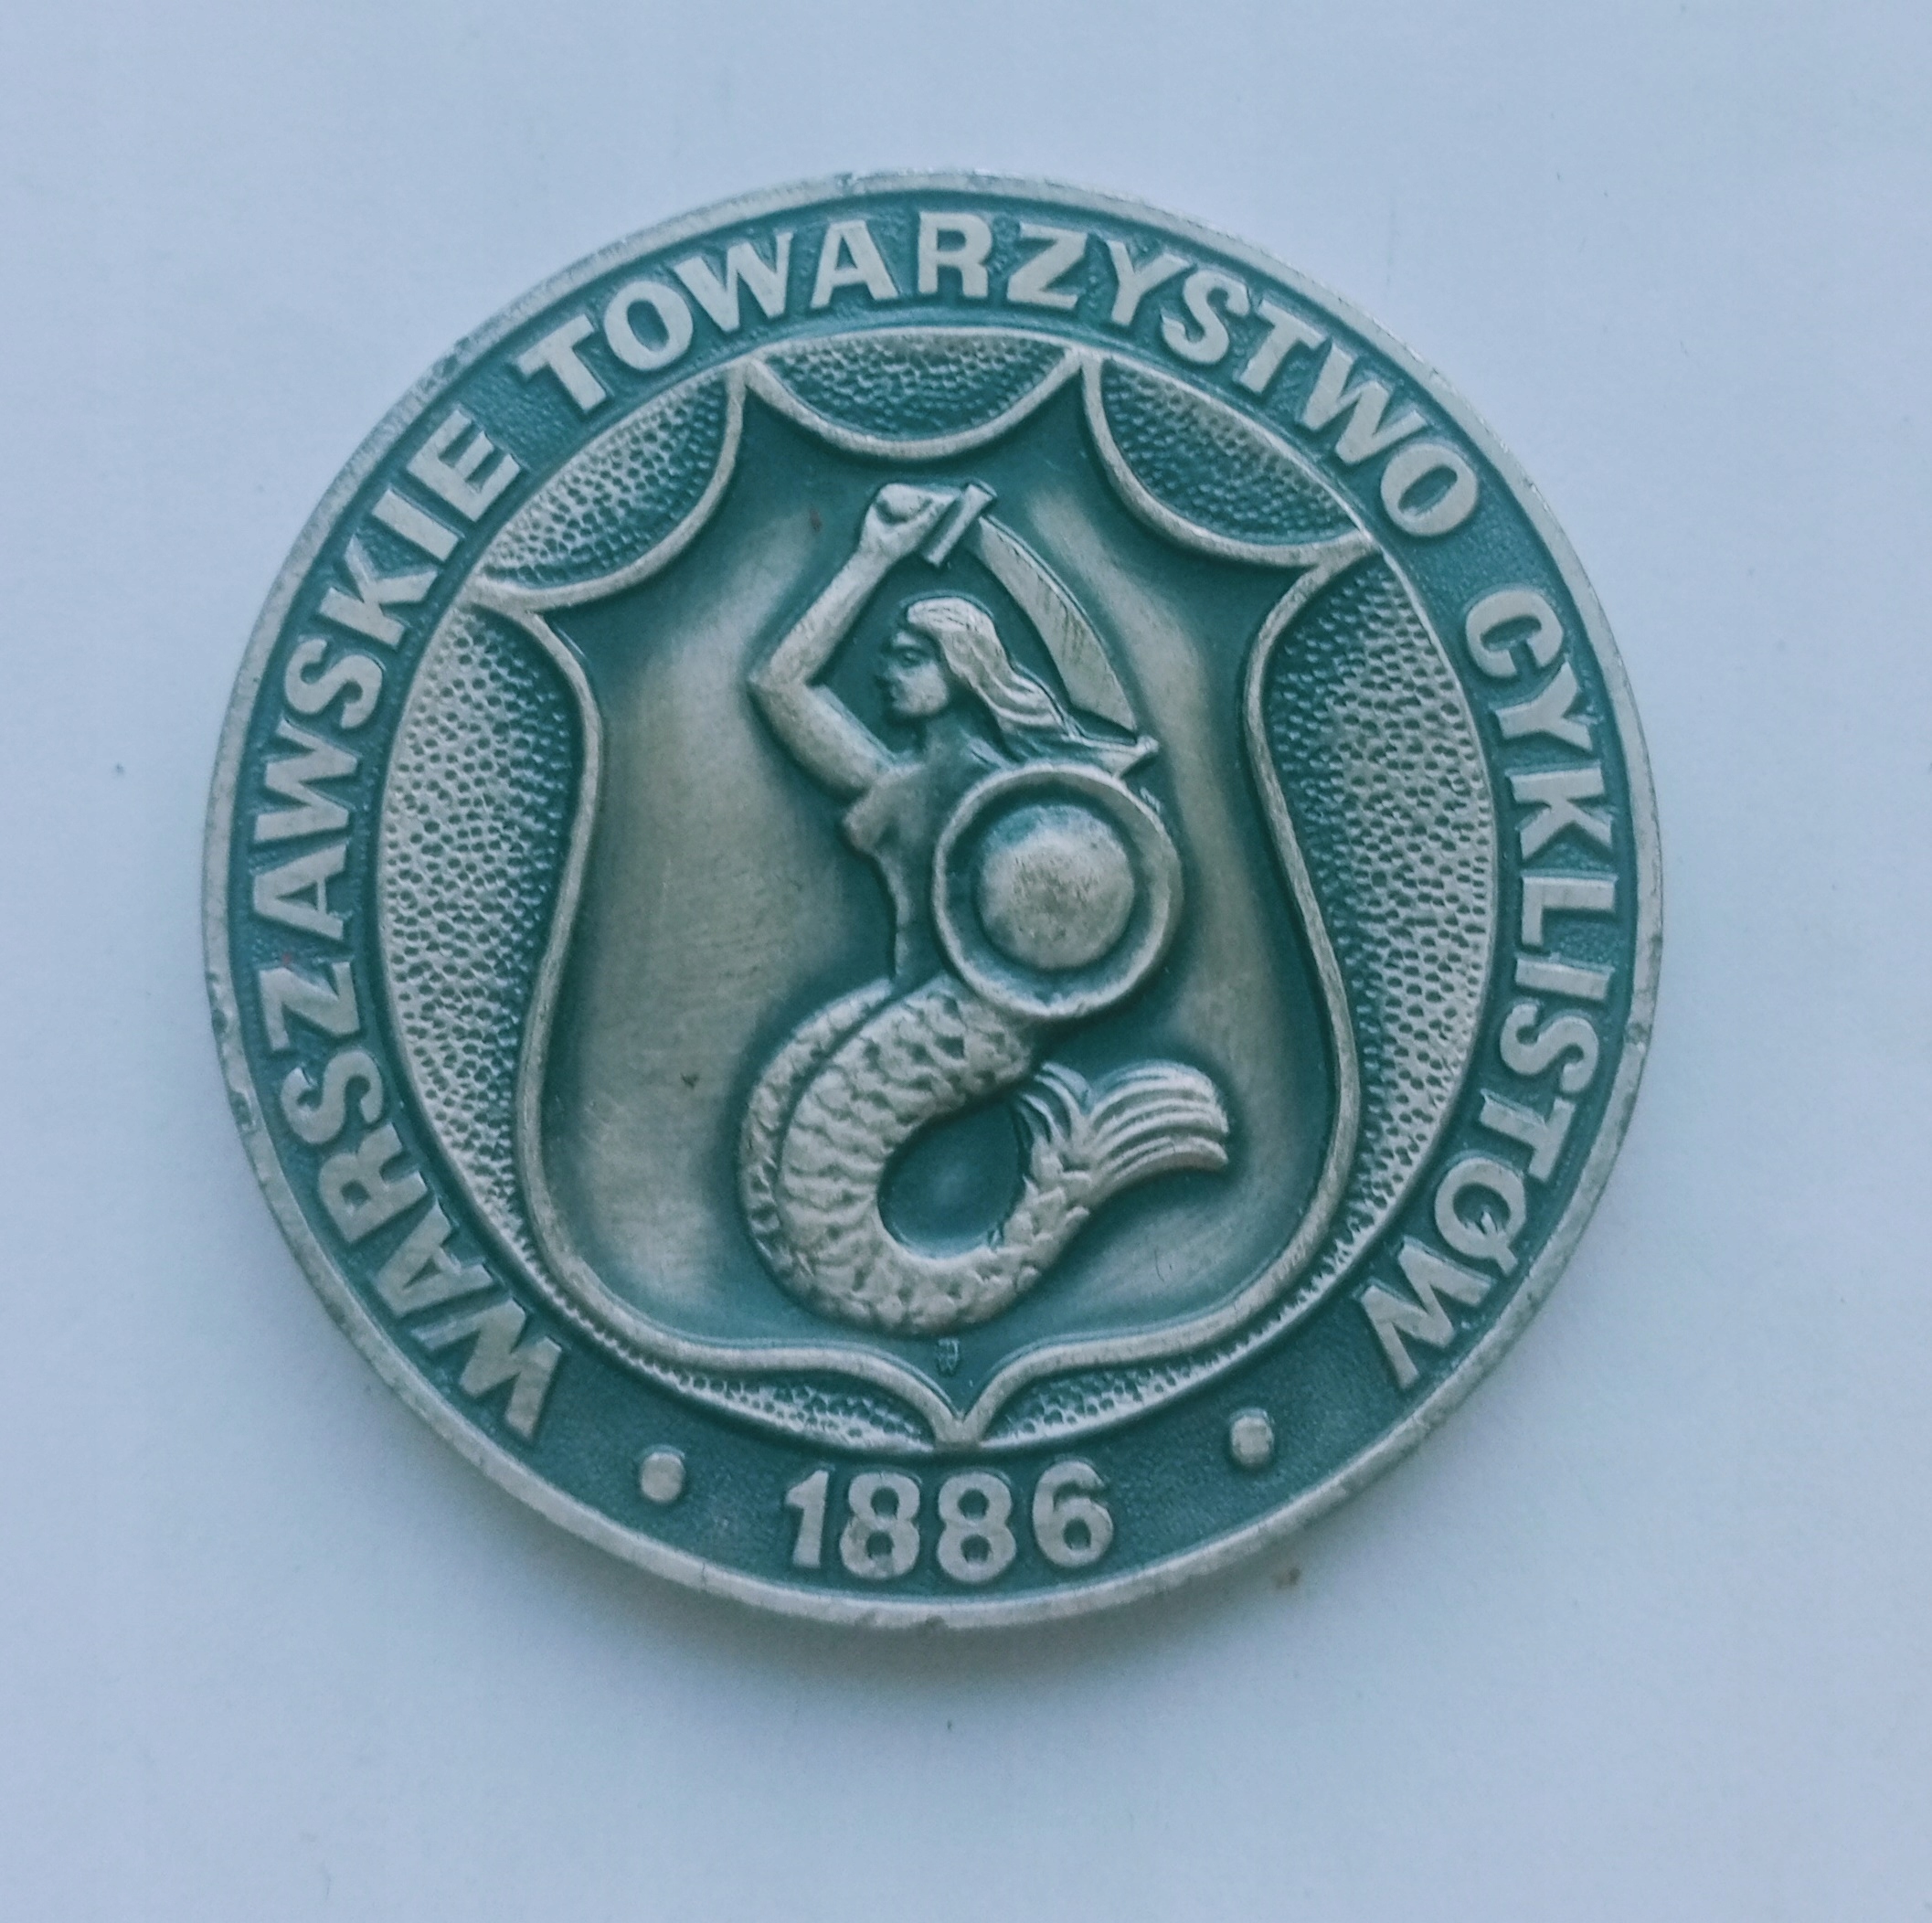 WARSZAWSKIE TOWARZYSTWO CYKLISTÓW
• 1886 •